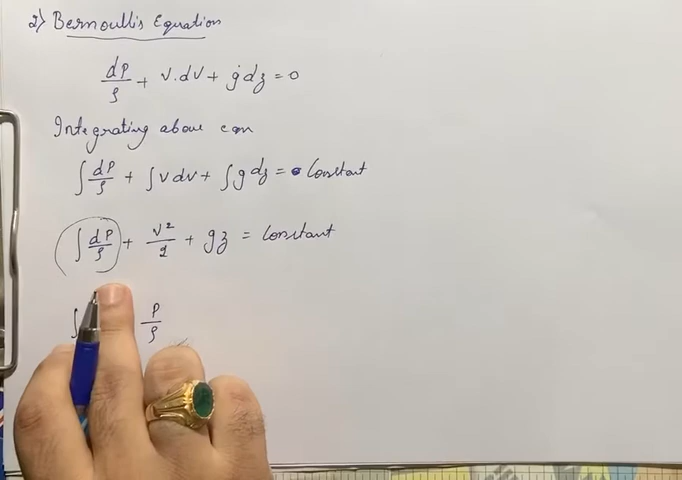 2) Bernoulli's Equation
dP/ρ + V.dV + gdz = 0
Integrating above eqn
∫ dP/ρ + ∫ V dV + ∫ g dz = Constant
∫ dP/ρ + V²/2 + gz = Constant
∫ P/ρ